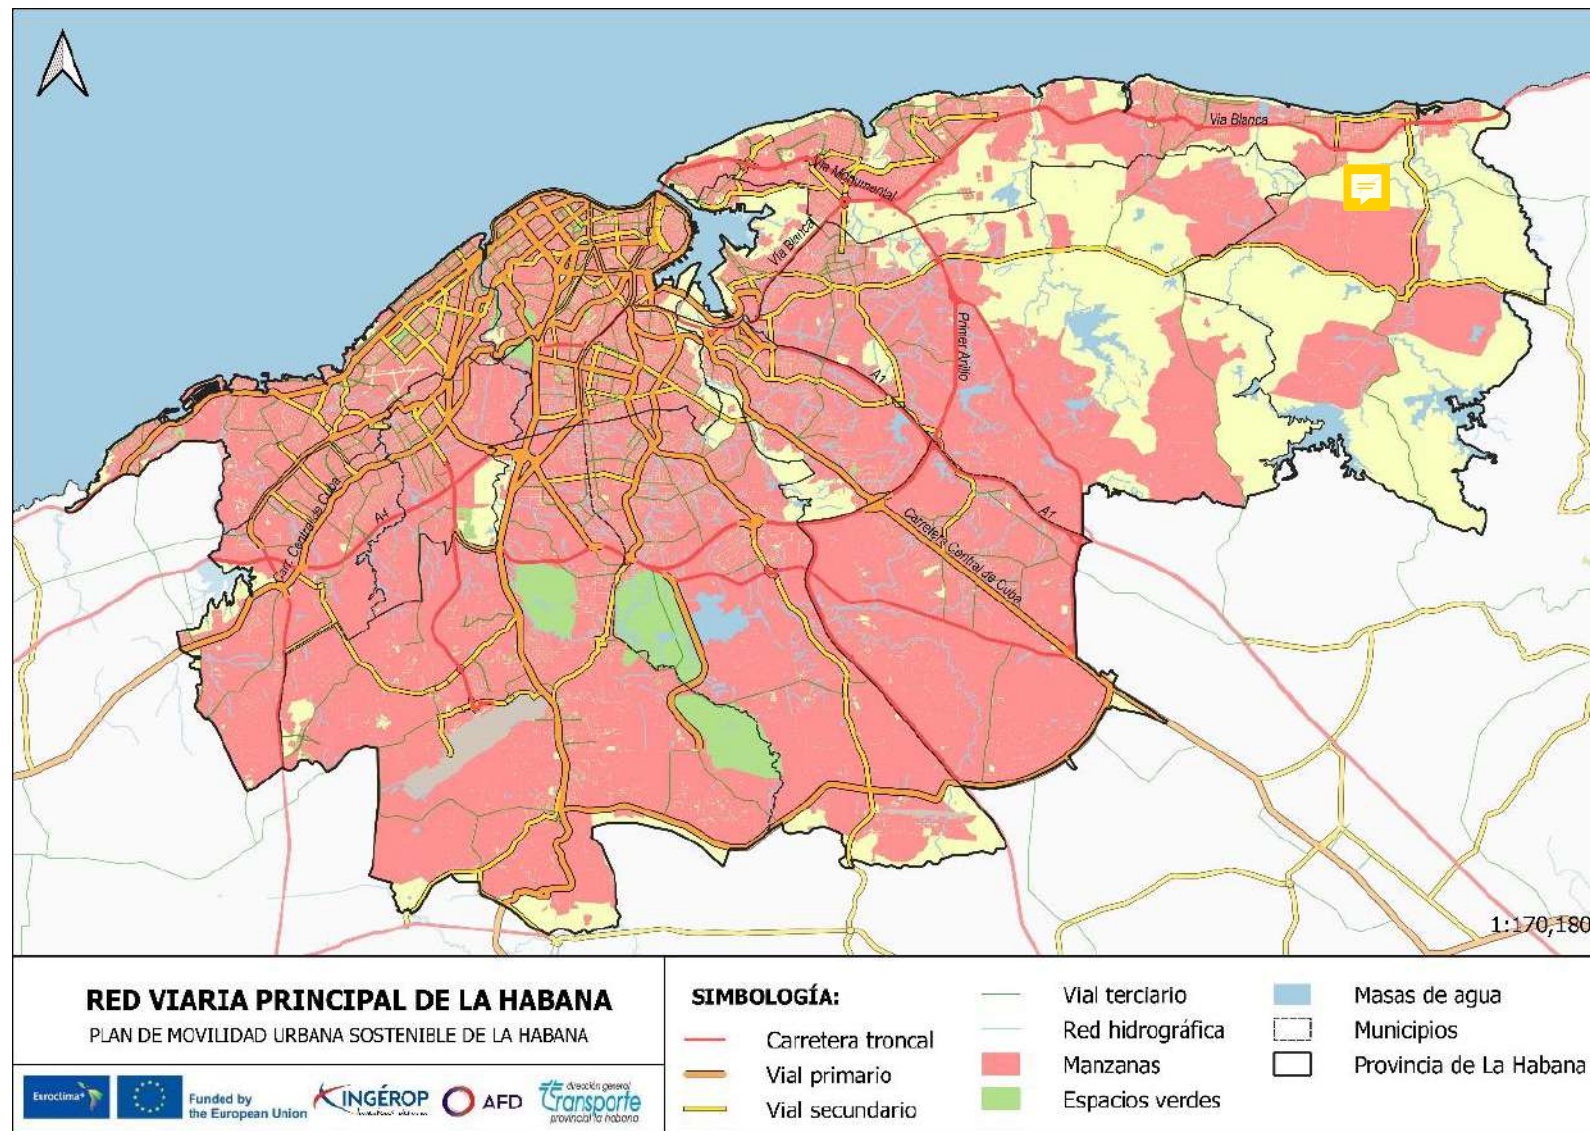 Via Blanca
Via Monumental
Via Blanca
Primer Anillo
A1
Carr. Central de Cuba
A4
Carretera Central de Cuba
A1
1:170,180
RED VIARIA PRINCIPAL DE LA HABANA
PLAN DE MOVILIDAD URBANA SOSTENIBLE DE LA HABANA
Euroclima+
Funded by
the European Union
INGÉROP
AFD
dirección general
Transporte
provincial la habana
SIMBOLOGÍA:
Carretera troncal
Vial primario
Vial secundario
Vial terciario
Red hidrográfica
Manzanas
Espacios verdes
Masas de agua
Municipios
Provincia de La Habana